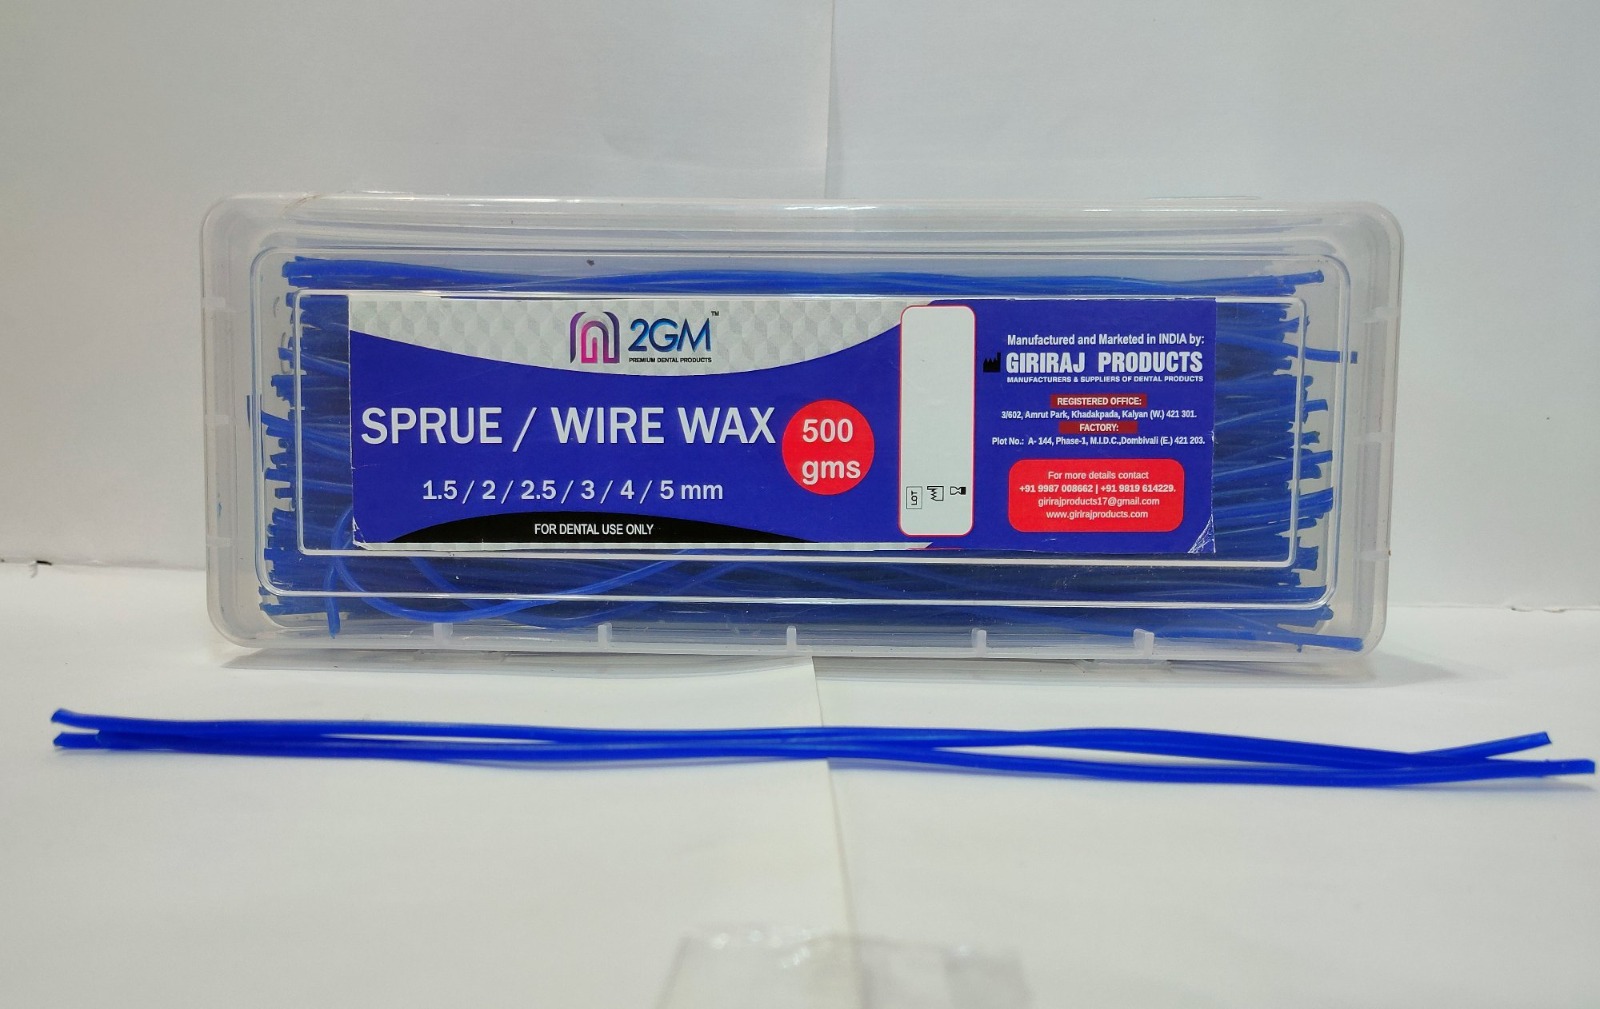 2GM™
PREMIUM DENTAL PRODUCTS
SPRUE / WIRE WAX
500
gms
1.5 / 2 / 2.5 / 3 / 4 / 5 mm
FOR DENTAL USE ONLY
LOT
Manufactured and Marketed in INDIA by:
GIRIRAJ PRODUCTS
MANUFACTURERS & SUPPLIERS OF DENTAL PRODUCTS
REGISTERED OFFICE:
3/602, Amrut Park, Khadakpada, Kalyan (W.) 421 301.
FACTORY:
Plot No.: A- 144, Phase-1, M.I.D.C.,Dombivali (E.) 421 203.
For more details contact
+91 9987 008662 | +91 9819 614229.
girirajproducts17@gmail.com
www.girirajproducts.com